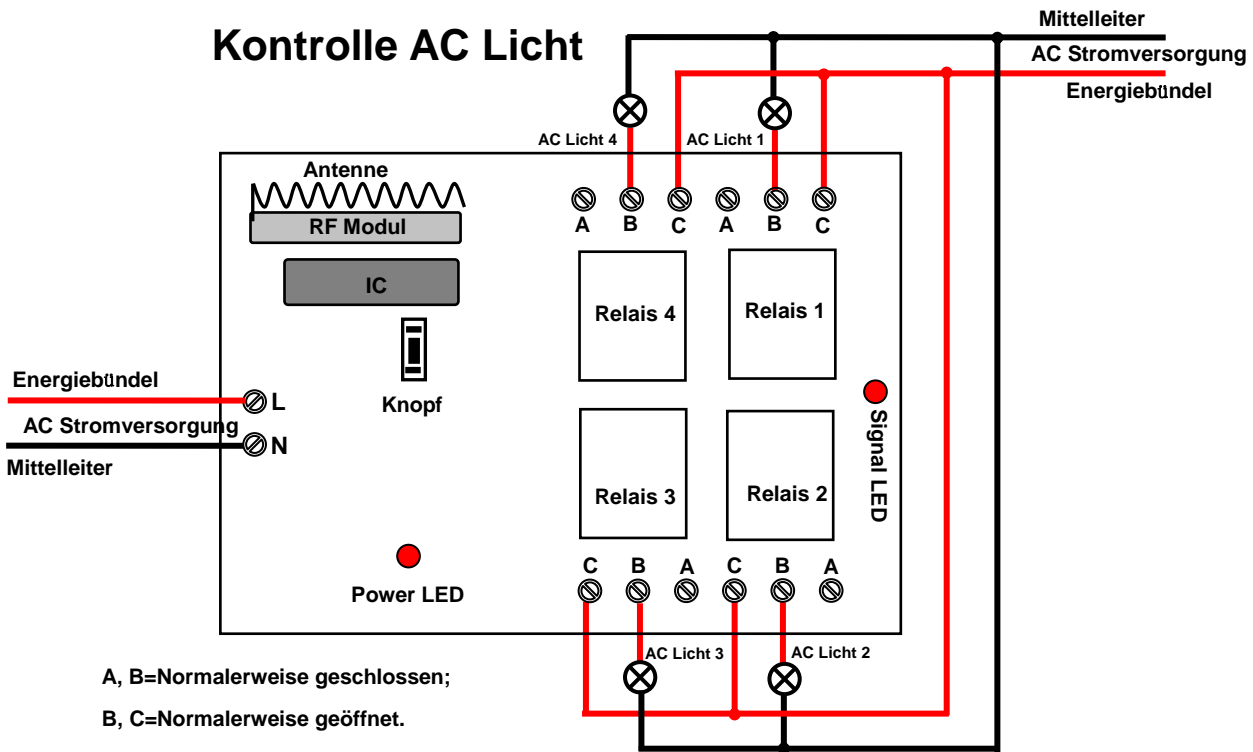 Kontrolle AC Licht
Mittelleiter
AC Stromversorgung
Energiebündel
AC Licht 4
AC Licht 1
Antenne
RF Modul
IC
A
B
C
A
B
C
Relais 4
Relais 1
Knopf
Energiebündel
L
AC Stromversorgung
N
Mittelleiter
Signal LED
Relais 3
Relais 2
Power LED
C
B
A
C
B
A
AC Licht 3
AC Licht 2
A, B=Normalerweise geschlossen;
B, C=Normalerweise geöffnet.